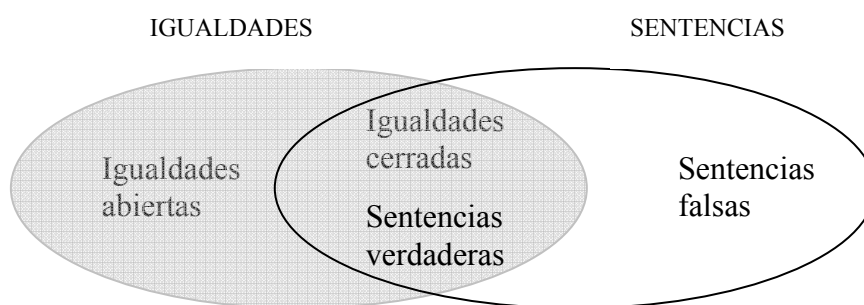 IGUALDADES
SENTENCIAS
Igualdades
abiertas
Igualdades
cerradas
Sentencias
verdaderas
Sentencias
falsas